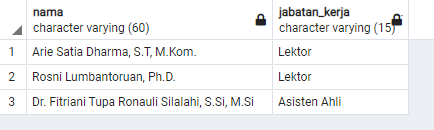 nama jabatan_kerja
character varying (60) character varying (15)
1 Arie Satia Dharma, S.T, M.Kom. Lektor
2 Rosni Lumbantoruan, Ph.D. Lektor
3 Dr. Fitriani Tupa Ronauli Silalahi, S.Si, M.Si Asisten Ahli